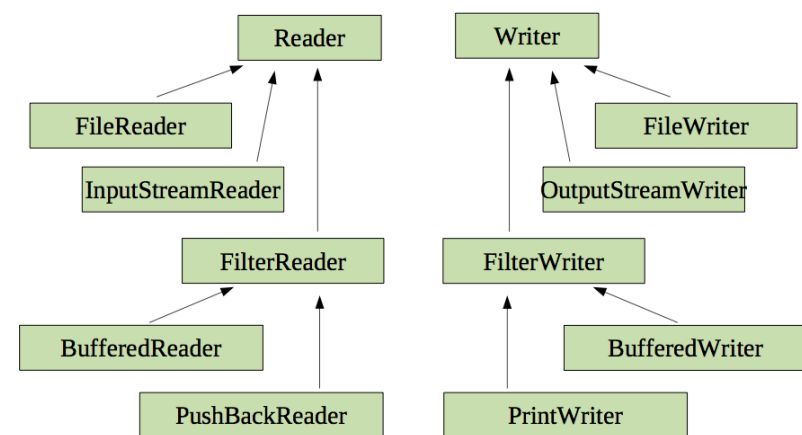 Reader
Writer
FileReader
FileWriter
InputStreamReader
OutputStreamWriter
FilterReader
FilterWriter
BufferedReader
BufferedWriter
PushBackReader
PrintWriter